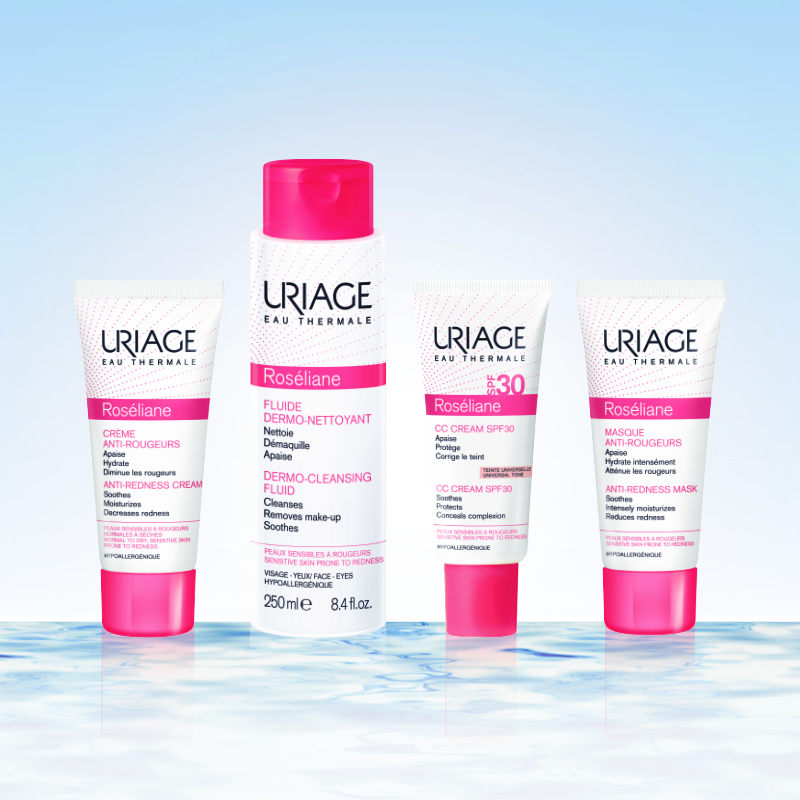 URIAGE
EAU THERMALE
Roséliane
CRÈME
ANTI-ROUGEURS
Apaise
Hydrate
Diminue les rougeurs
ANTI-REDNESS CREAM
Soothes
Moisturizes
Decreases redness
PEAUX SENSIBLES À ROUGEURS
NORMALES À SÈCHES
NORMAL TO DRY, SENSITIVE SKIN
PRONE TO REDNESS
HYPOALLERGÉNIQUE
URIAGE
EAU THERMALE
Roséliane
FLUIDE
DERMO-NETTOYANT
Nettoie
Démaquille
Apaise
DERMO-CLEANSING
FLUID
Cleanses
Removes make-up
Soothes
PEAUX SENSIBLES À ROUGEURS
SENSITIVE SKIN PRONE TO REDNESS
VISAGE - YEUX/ FACE - EYES
HYPOALLERGÉNIQUE
250 ml e 8.4 fl.oz.
URIAGE
EAU THERMALE
SPF 30
Roséliane
CC CREAM SPF30
Apaise
Protège
Corrige le teint
TEINTE UNIVERSELLE
UNIVERSAL TONE
CC CREAM SPF30
Soothes
Protects
Conceals complexion
PEAUX SENSIBLES À ROUGEURS
SENSITIVE SKIN PRONE TO REDNESS
HYPOALLERGÉNIQUE
URIAGE
EAU THERMALE
Roséliane
MASQUE
ANTI-ROUGEURS
Apaise
Hydrate intensément
Atténue les rougeurs
ANTI-REDNESS MASK
Soothes
Intensely moisturizes
Reduces redness
PEAUX SENSIBLES À ROUGEURS
SENSITIVE SKIN PRONE TO REDNESS
HYPOALLERGÉNIQUE